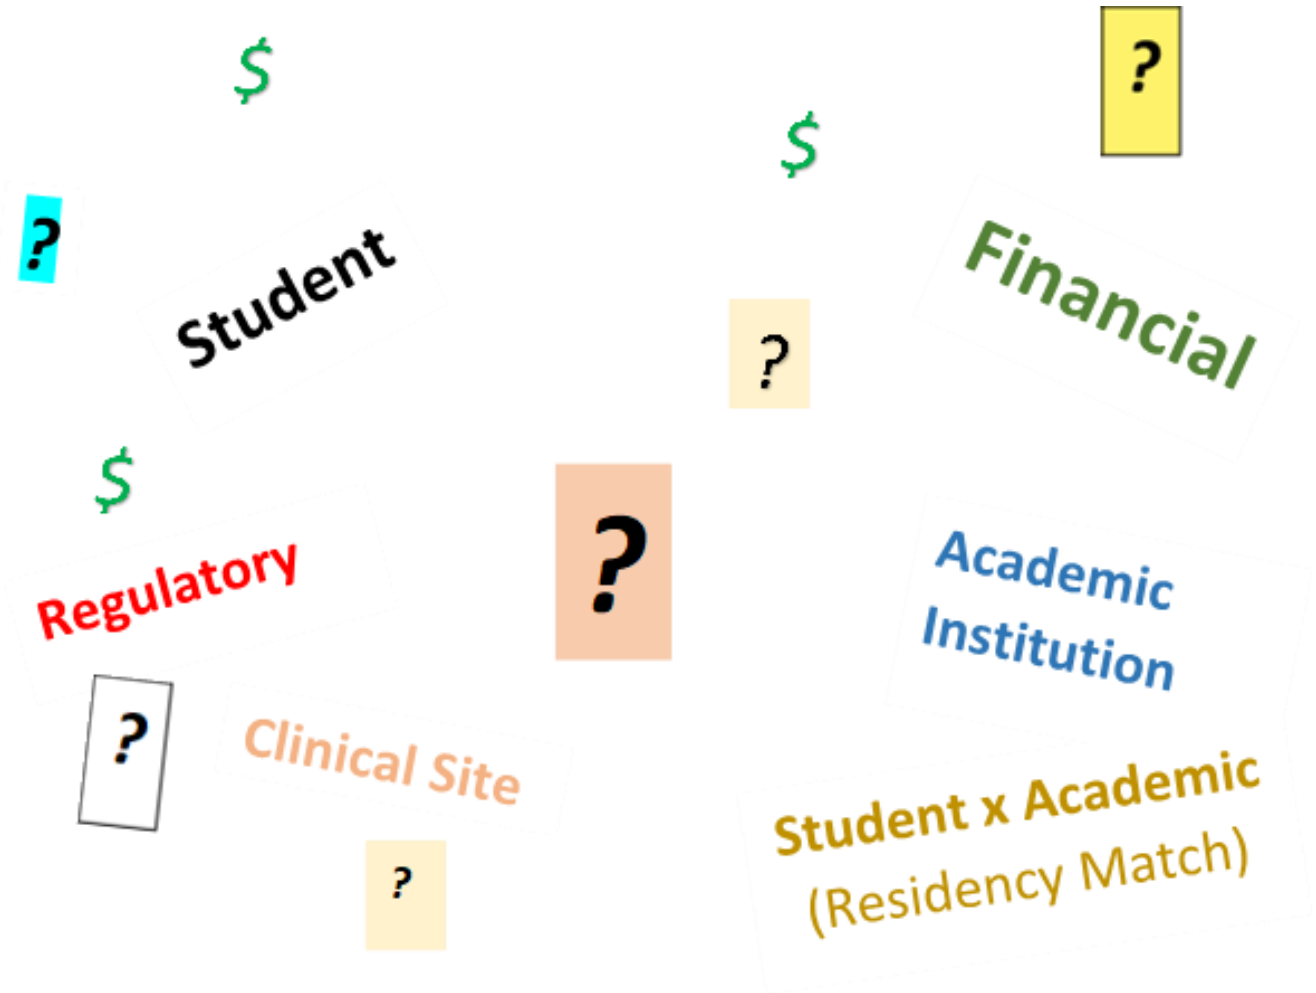 $
?
$
?
Student
Financial
?
$
?
Regulatory
Academic
Institution
?
Clinical Site
Student x Academic
(Residency Match)
?